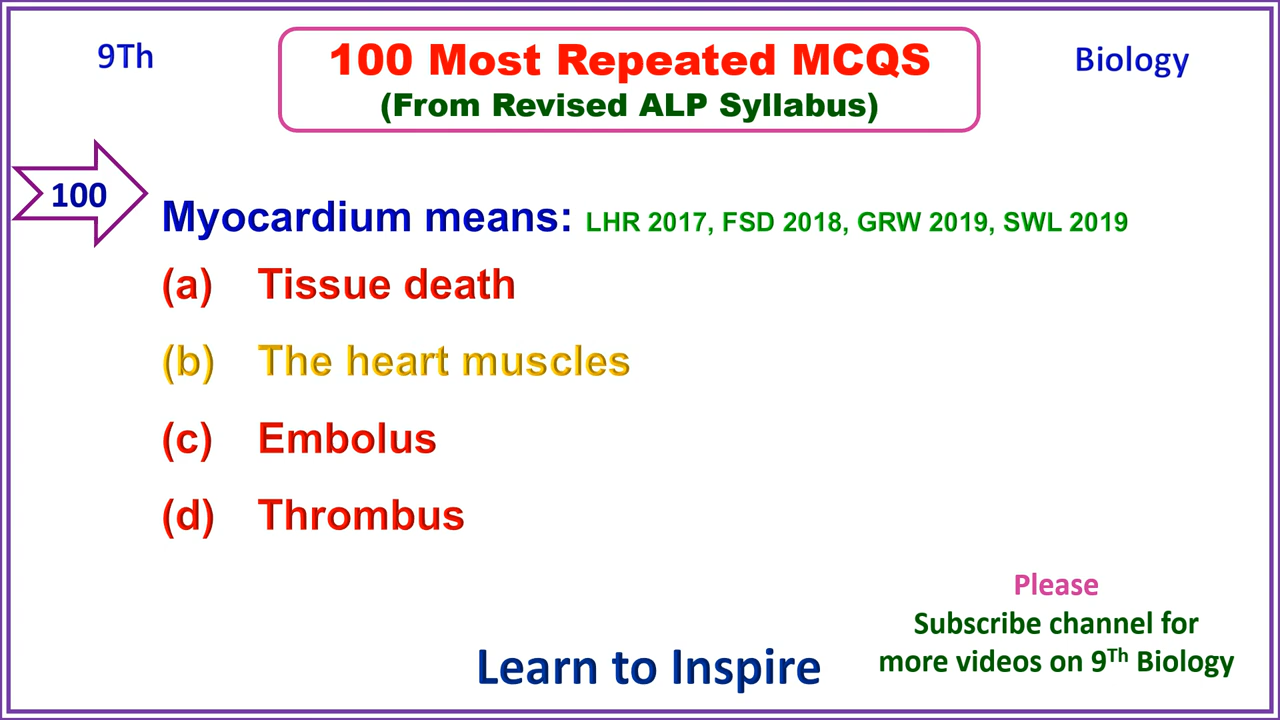 9Th
100 Most Repeated MCQS
(From Revised ALP Syllabus)
Biology
100
Myocardium means: LHR 2017, FSD 2018, GRW 2019, SWL 2019
(a) Tissue death
(b) The heart muscles
(c) Embolus
(d) Thrombus
Please
Subscribe channel for
more videos on 9Th Biology
Learn to Inspire